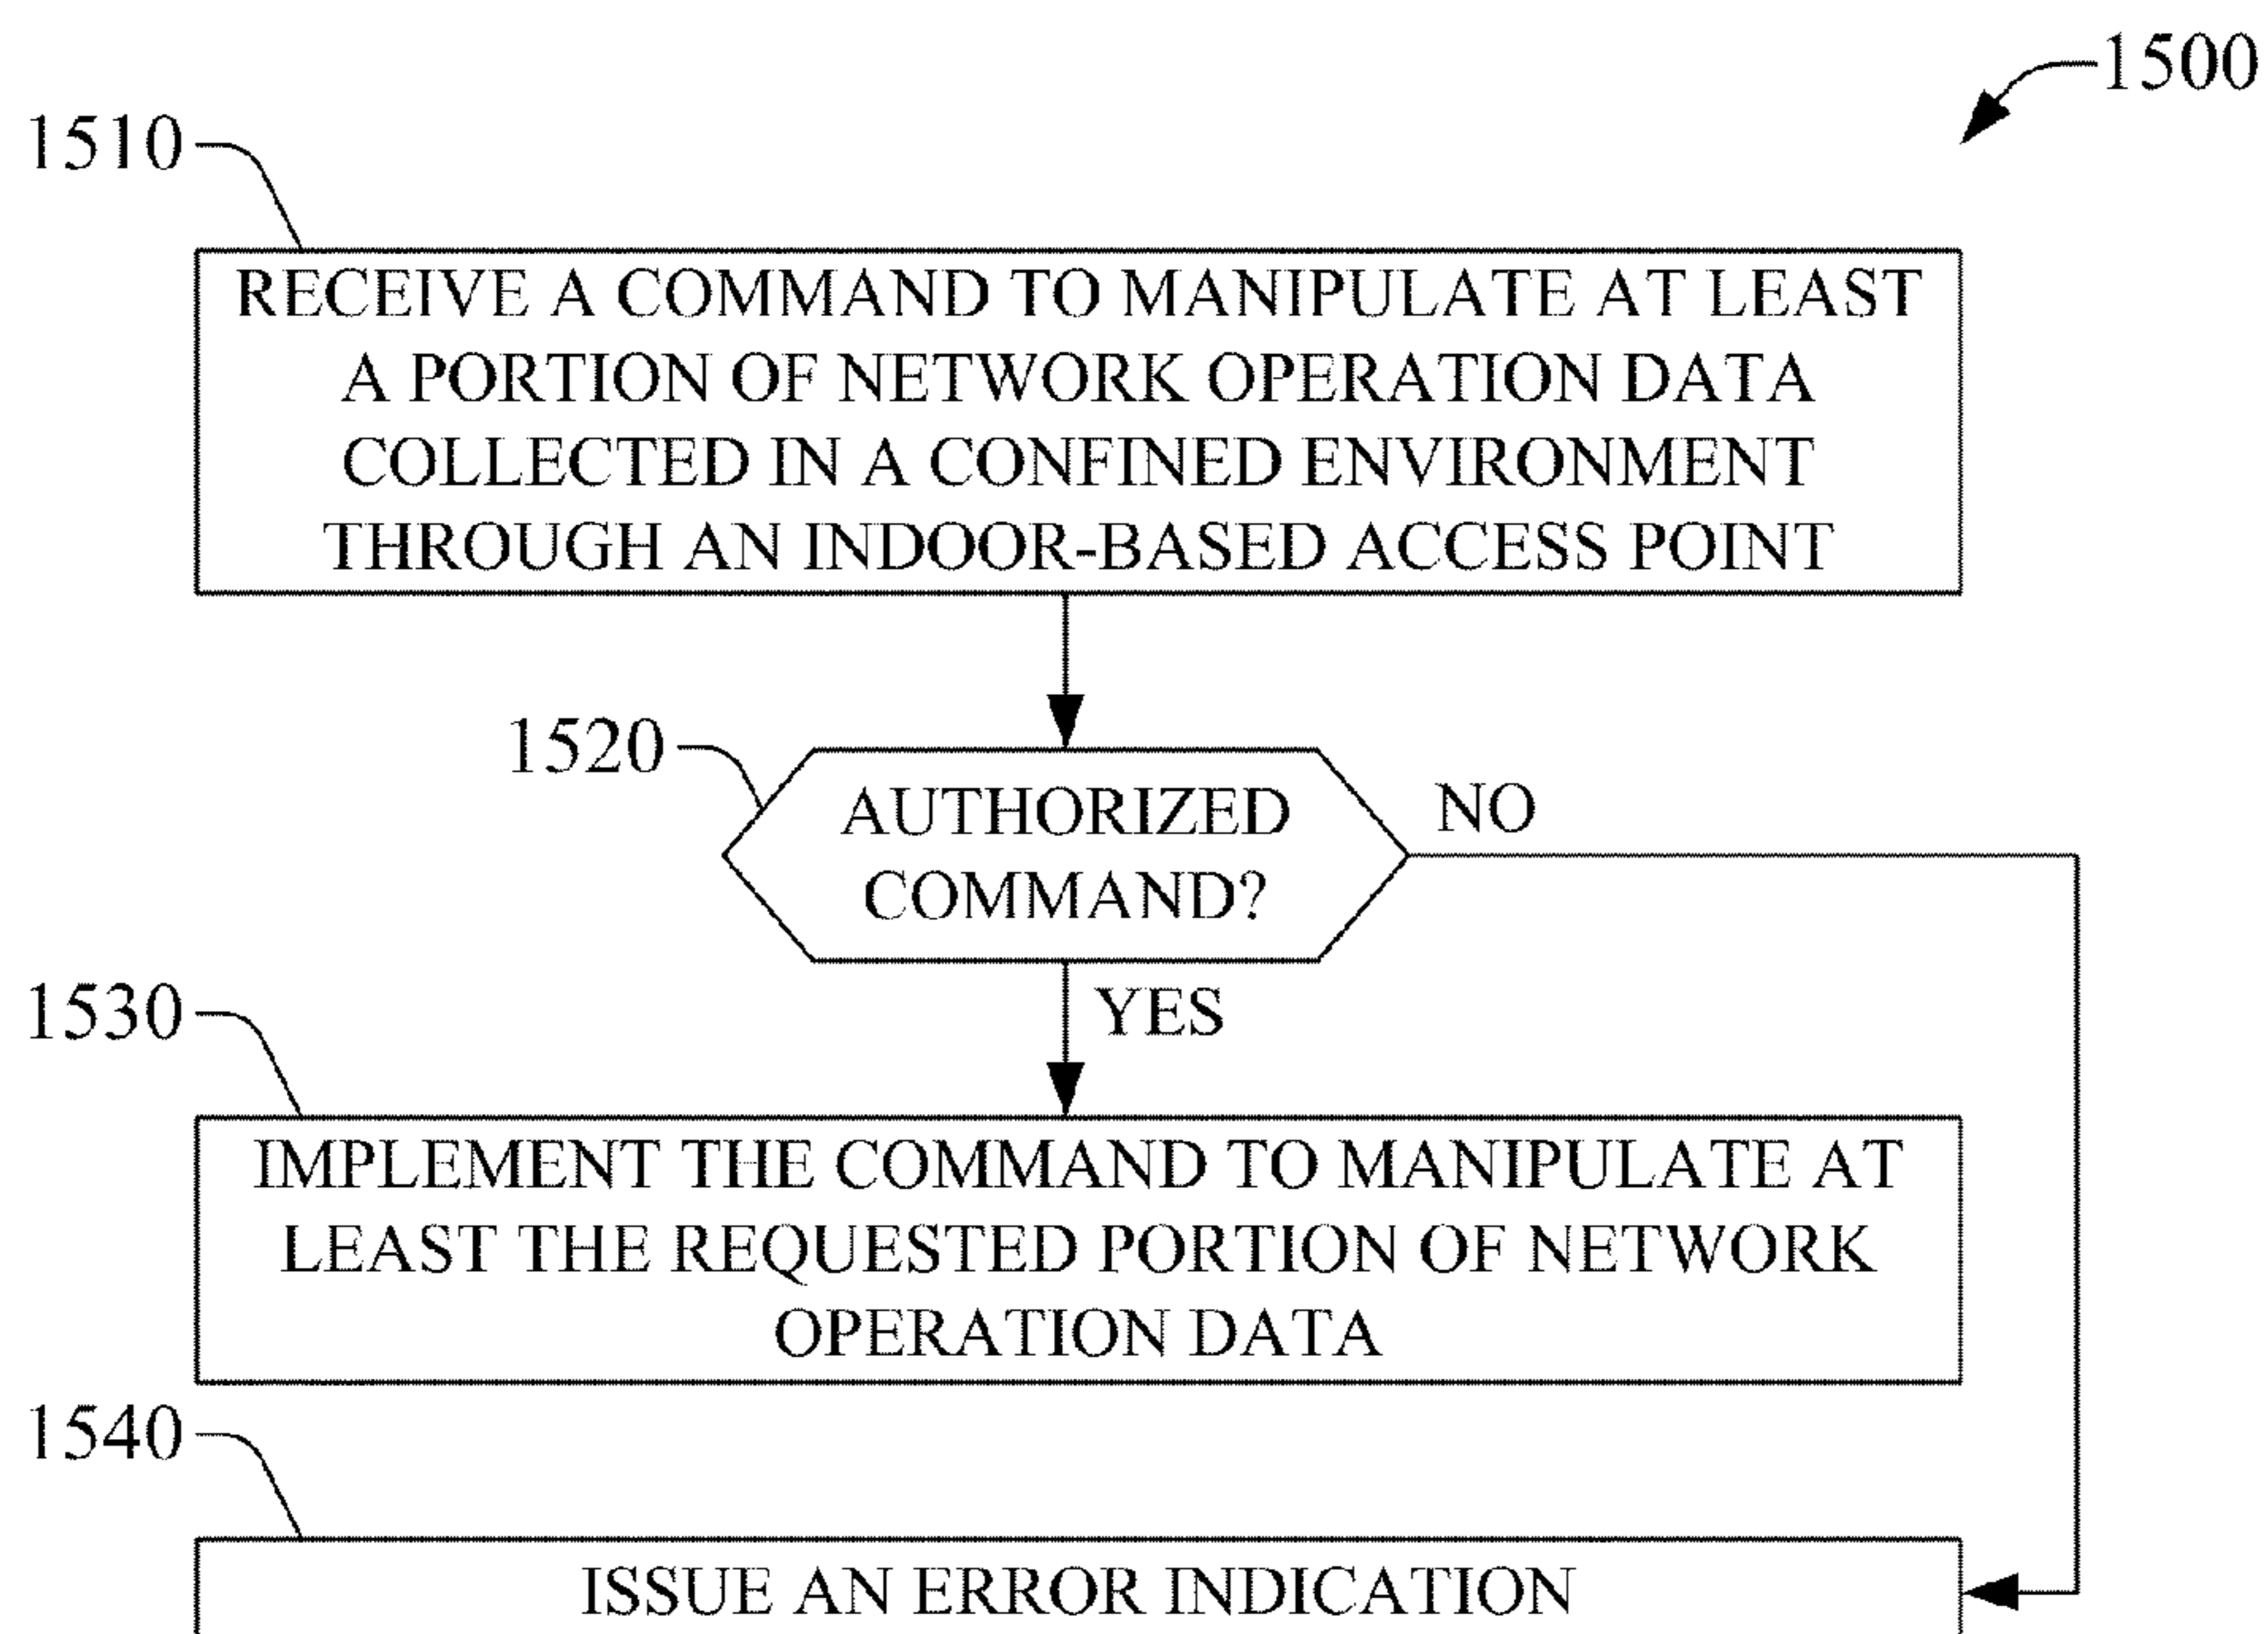 1500
1510
RECEIVE A COMMAND TO MANIPULATE AT LEAST
A PORTION OF NETWORK OPERATION DATA
COLLECTED IN A CONFINED ENVIRONMENT
THROUGH AN INDOOR-BASED ACCESS POINT
1520
AUTHORIZED
COMMAND?
NO
YES
1530
IMPLEMENT THE COMMAND TO MANIPULATE AT
LEAST THE REQUESTED PORTION OF NETWORK
OPERATION DATA
1540
ISSUE AN ERROR INDICATION